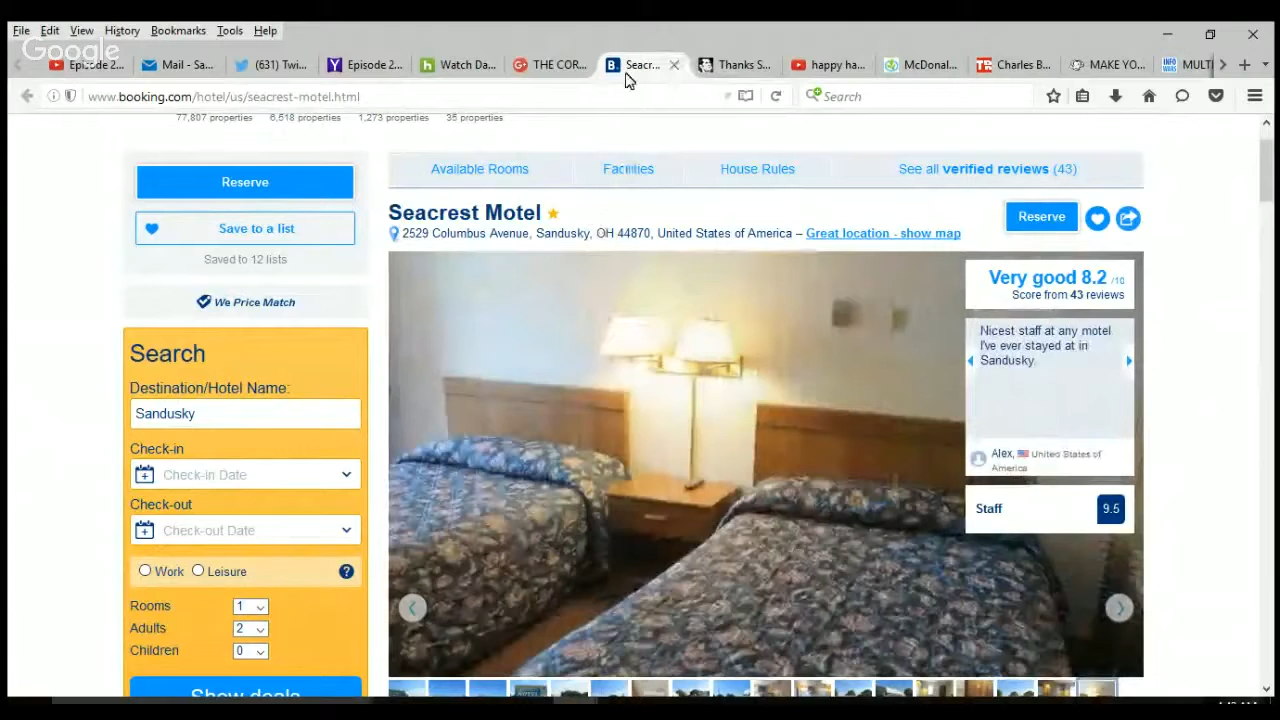 File Edit View History Bookmarks Tools Help
Google
Episode 2... Mail - Sa... (631) Twi... Episode 2... Watch Da... THE COR... Seacr... Thanks S... happy ha... McDonal... Charles B... MAKE YO... MULTI
www.booking.com/hotel/us/seacrest-motel.html
Search
77,807 properties 6,518 properties 1,273 properties 35 properties
Reserve
Save to a list
Saved to 12 lists
We Price Match
Search
Destination/Hotel Name:
Sandusky
Check-in
Check-in Date
Check-out
Check-out Date
Work Leisure
Rooms 1
Adults 2
Children 0
Show deals
Available Rooms Facilities House Rules See all verified reviews (43)
Seacrest Motel
Reserve
2529 Columbus Avenue, Sandusky, OH 44870, United States of America – Great location - show map
Very good 8.2 /10
Score from 43 reviews
Nicest staff at any motel
I've ever stayed at in
Sandusky.
Alex, United States of
America
Staff 9.5